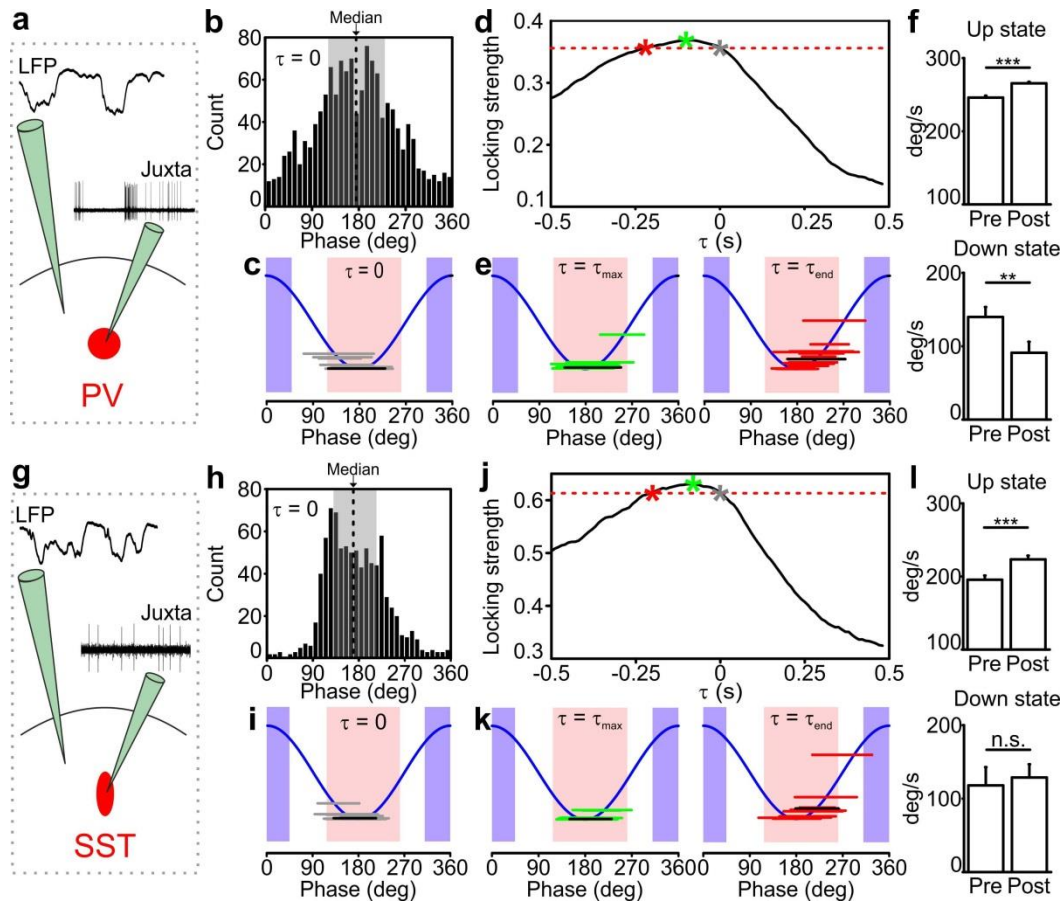 a
LFP
Juxta
PV
b
Median
τ = 0
Count
80
60
40
20
0
0 90 180 270 360
Phase (deg)
c
τ = 0
0 90 180 270 360
Phase (deg)
d
Locking strength
0.4
0.3
0.2
0.1
-0.5 -0.25 0 0.25 0.5
τ (s)
e
τ = τmax
τ = τend
0 90 180 270 360 90 180 270 360
Phase (deg) Phase (deg)
f
Up state
***
deg/s
300
200
100
Pre Post
Down state
**
deg/s
200
100
0
Pre Post
g
LFP
Juxta
SST
h
Median
τ = 0
Count
80
60
40
20
0
0 90 180 270 360
Phase (deg)
i
τ = 0
0 90 180 270 360
Phase (deg)
j
Locking strength
0.6
0.5
0.4
0.3
-0.5 -0.25 0 0.25 0.5
τ (s)
k
τ = τmax
τ = τend
0 90 180 270 360 90 180 270 360
Phase (deg) Phase (deg)
l
Up state
***
deg/s
300
200
100
Pre Post
Down state
n.s.
deg/s
200
100
0
Pre Post